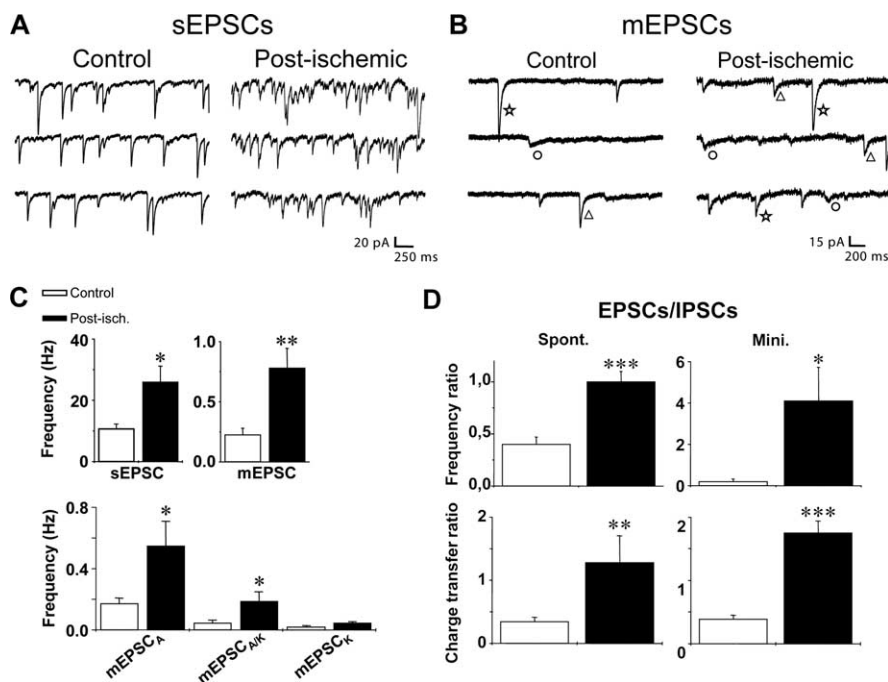 A
sEPSCs
Control
Post-ischemic
20 pA
250 ms
B
mEPSCs
Control
Post-ischemic
15 pA
200 ms
C
Control
Post-isch.
Frequency (Hz)
40
20
0
*
sEPSC
1.0
0.5
0.0
**
mEPSC
Frequency (Hz)
0.8
0.4
0.0
*
*
mEPSCA
mEPSCA/K
mEPSCK
D
EPSCs/IPSCs
Spont.
Mini.
Frequency ratio
1,0
0,5
0,0
***
6
4
2
0
*
Charge transfer ratio
2
1
0
**
2
1
0
***